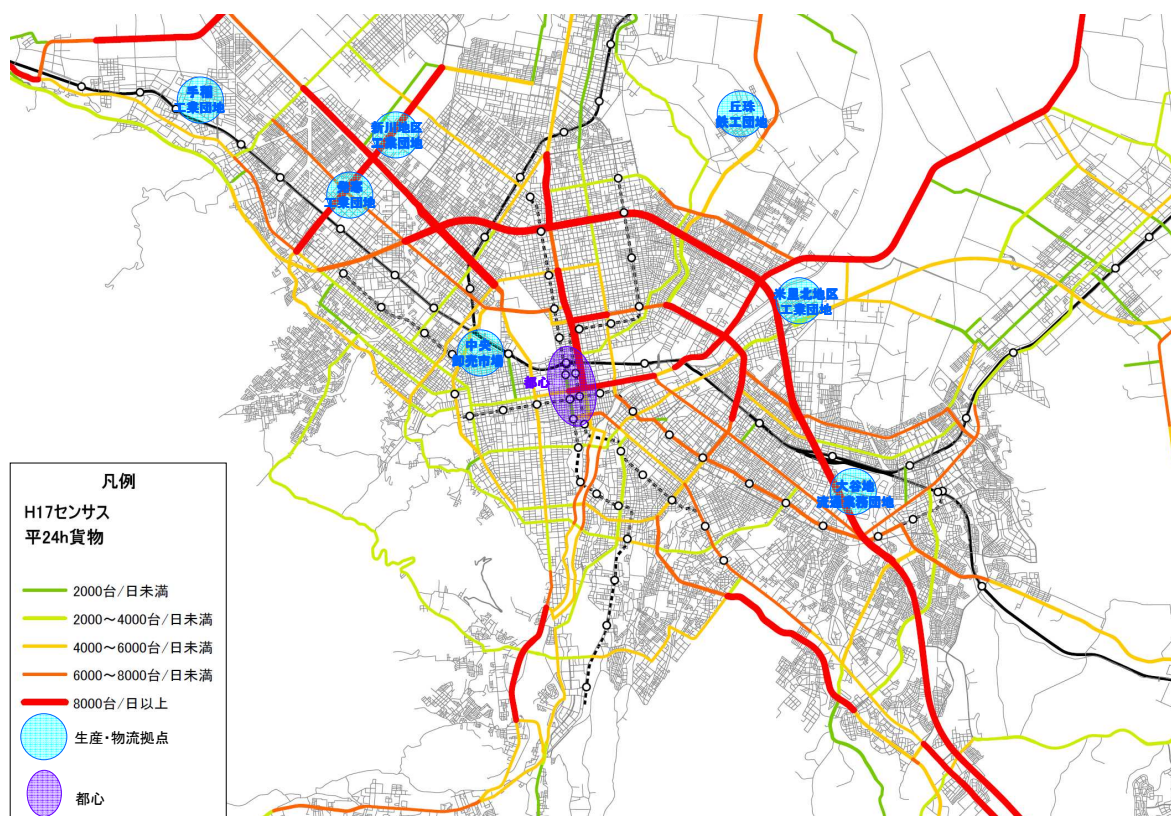 手稲
工業団地
新川地区
工業団地
丘珠
鉄工団地
発寒
工業団地
米里北地区
工業団地
中央
卸売市場
都心
大谷地
流通業務団地
凡例
H17センサス
平24h貨物
2000台/日未満
2000～4000台/日未満
4000～6000台/日未満
6000～8000台/日未満
8000台/日以上
生産・物流拠点
都心